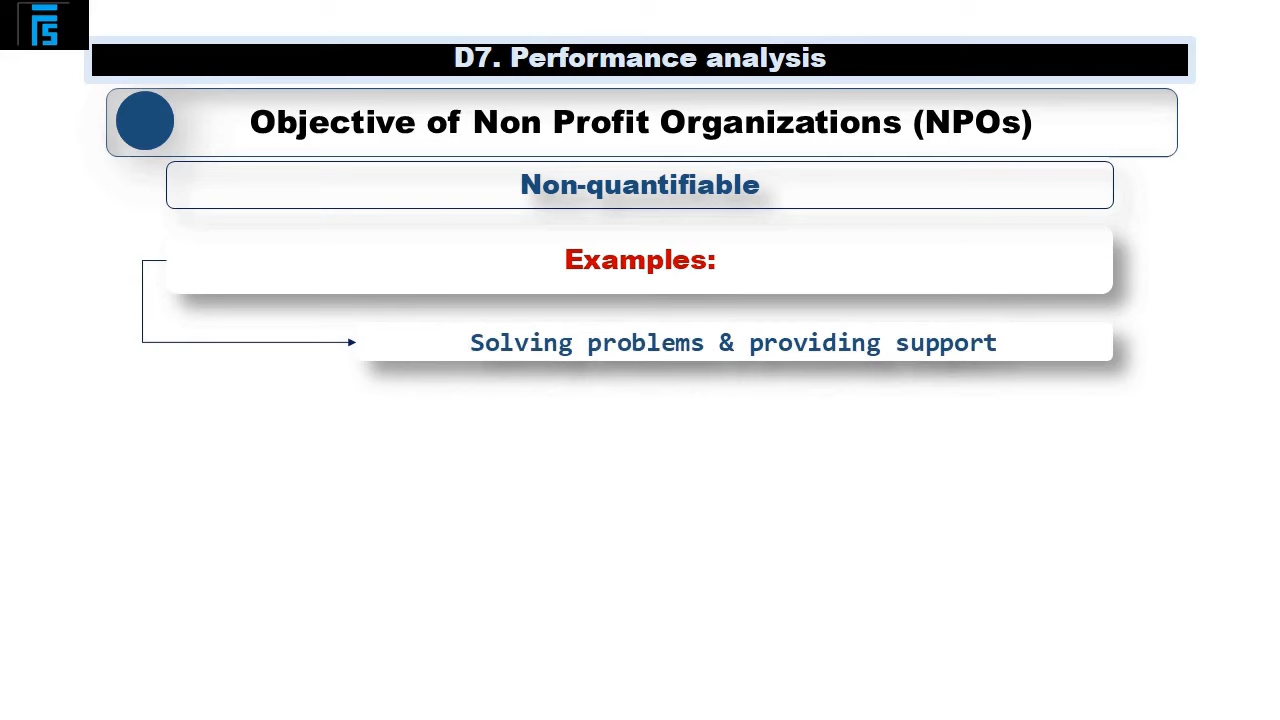 D7. Performance analysis
Objective of Non Profit Organizations (NPOs)
Non-quantifiable
Examples:
Solving problems & providing support